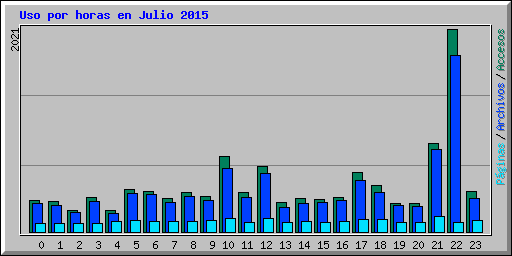 Uso por horas en Julio 2015
2021
Páginas / Archivos / Accesos
0 1 2 3 4 5 6 7 8 9 10 11 12 13 14 15 16 17 18 19 20 21 22 23